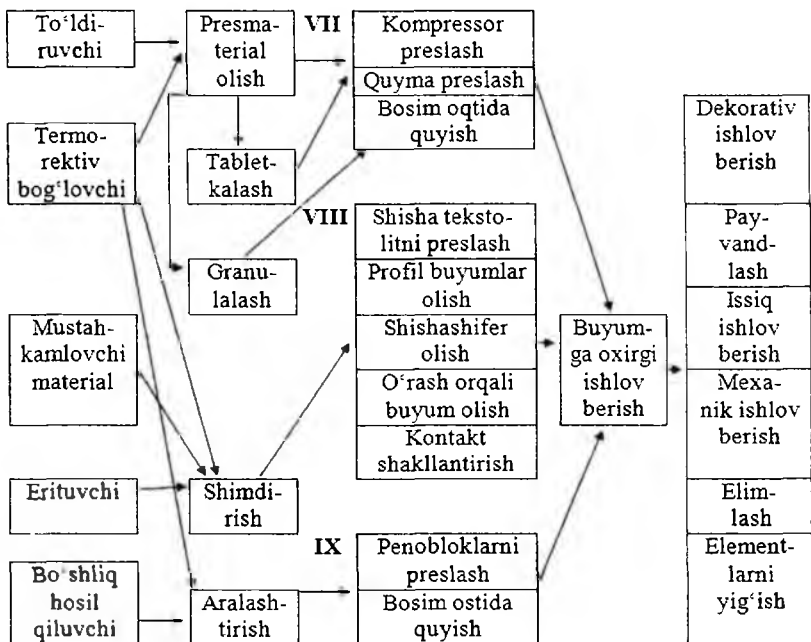 To‘ldi-
ruvchi
Termo-
rektiv
bog‘lovchi
Mustah-
kamlovchi
material
Erituvchi
Bo‘shliq
hosil
qiluvchi
Presma-
terial
olish
Tablet-
kalash
Granu-
lalash
Shimdi-
rish
Aralash-
tirish
VII
Kompressor
preslash
Quyma preslash
Bosim oqtida
quyish
VIII
Shisha teksto-
litni preslash
Profil buyumlar
olish
Shishashifer
olish
O‘rash orqali
buyum olish
Kontakt
shakllantirish
IX
Penobloklarni
preslash
Bosim ostida
quyish
Buyum-
ga oxirgi
ishlov
berish
Dekorativ
ishlov
berish
Pay-
vand-
lash
Issiq
ishlov
berish
Mexa-
nik ishlov
berish
Elim-
lash
Element-
larni
yig‘ish